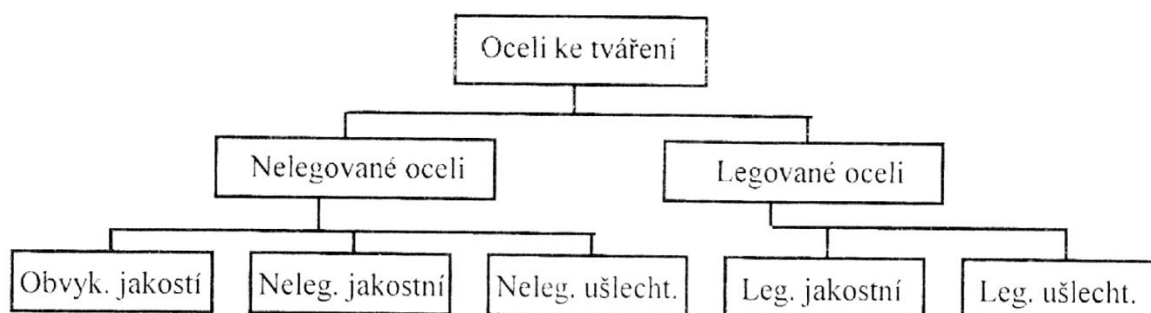 Oceli ke tváření
Nelegované oceli
Legované oceli
Obvyk. jakostí
Neleg. jakostní
Neleg. ušlecht.
Leg. jakostní
Leg. ušlecht.